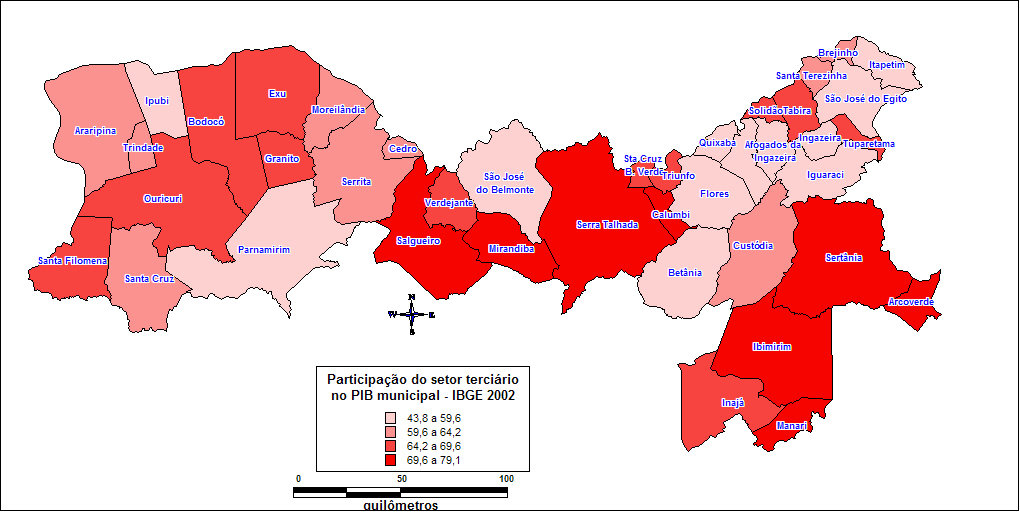 Brejinho
Itapetim
Santa Terezinha
São José do Egito
Solidão
Tabira
Ingazeira
Tuparetama
Quixaba
Afogados da
Ingazeira
Iguaraci
Exu
Ipubi
Moreilândia
Bodocó
Araripina
Trindade
Cedro
Granito
Serrita
Ouricuri
Sta Cruz
B. Verde
Triunfo
São José
do Belmonte
Flores
Verdejante
Calumbi
Serra Talhada
Salgueiro
Mirandiba
Custódia
Parnamirim
Santa Filomena
Santa Cruz
Betânia
Sertânia
Arcoverde
Ibimirim
Inajá
Manari
N
W E
S
Participação do setor terciário
no PIB municipal - IBGE 2002
43,8 a 59,6
59,6 a 64,2
64,2 a 69,6
69,6 a 79,1
0 50 100
quilômetros